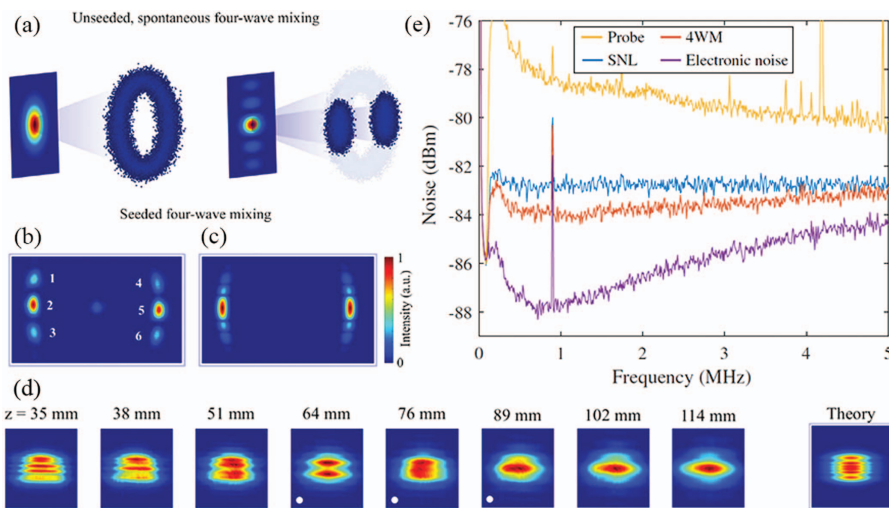 (a)
Unseeded, spontaneous four-wave mixing
Seeded four-wave mixing
(b)
1
2
3
4
5
6
(c)
1
0
Intensity (a.u.)
(d)
z = 35 mm
38 mm
51 mm
64 mm
76 mm
89 mm
102 mm
114 mm
Theory
(e)
Probe
4WM
SNL
Electronic noise
-76
-78
-80
-82
-84
-86
-88
Noise (dBm)
0
1
2
3
4
5
Frequency (MHz)